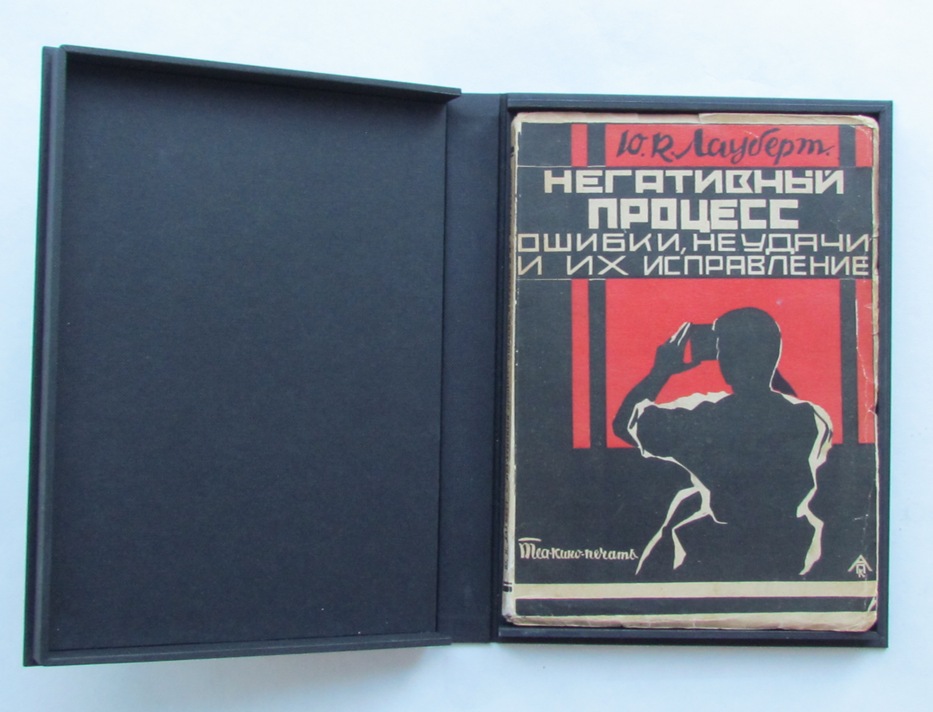 Ю.К. Лауберт.
НЕГАТИВНЫЙ
ПРОЦЕСС
ОШИБКИ, НЕУДАЧИ
И ИХ ИСПРАВЛЕНИЕ
Теа-кино-печать